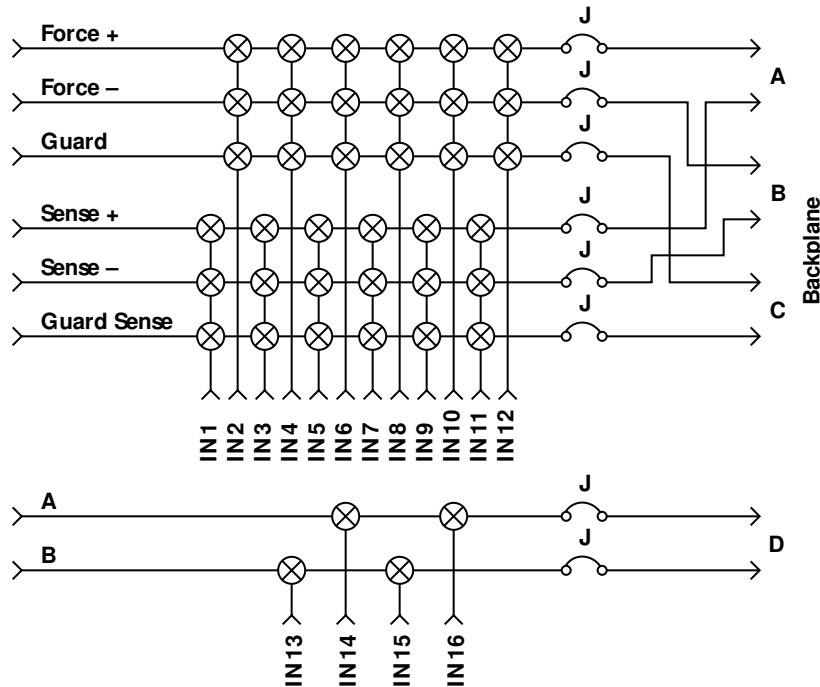 J
Force +
J
A
Force –
J
Guard
J
B
Sense +
J
Sense –
J
C
Guard Sense
Backplane
IN1 IN2 IN3 IN4 IN5 IN6 IN7 IN8 IN9 IN10 IN11 IN12
J
A
J
D
B
IN13 IN14 IN15 IN16